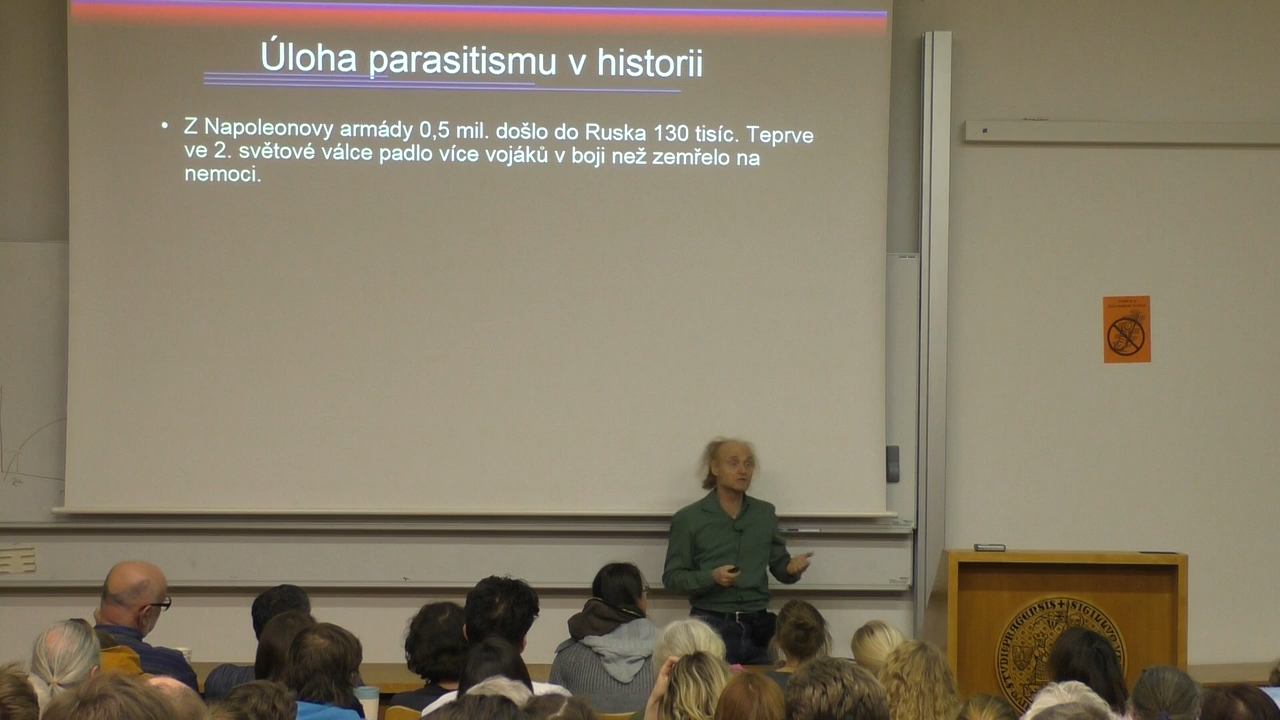 Úloha parasitismu v historii
• Z Napoleonovy armády 0,5 mil. došlo do Ruska 130 tisíc. Teprve
ve 2. světové válce padlo více vojáků v boji než zemřelo na
nemoci.